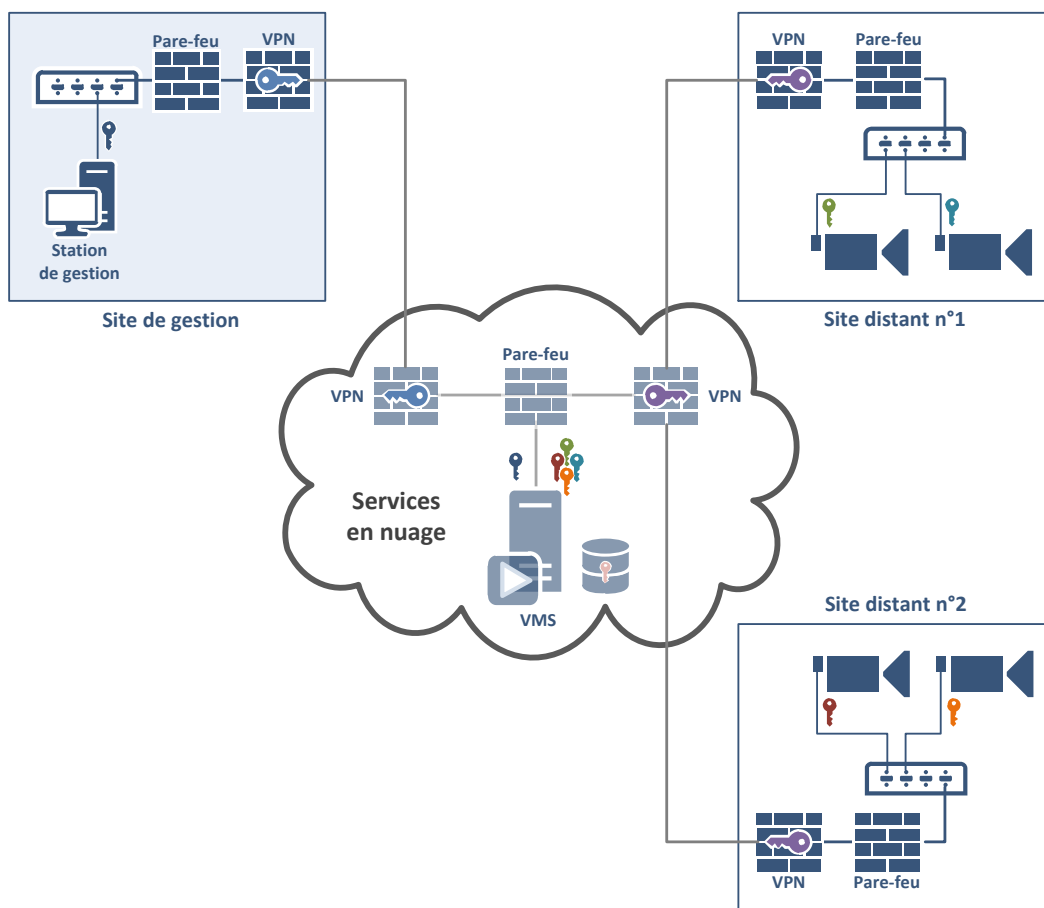 Pare-feu
VPN
Station
de gestion
Site de gestion
VPN
Pare-feu
Site distant n°1
Pare-feu
VPN
VPN
Services
en nuage
VMS
Site distant n°2
VPN
Pare-feu